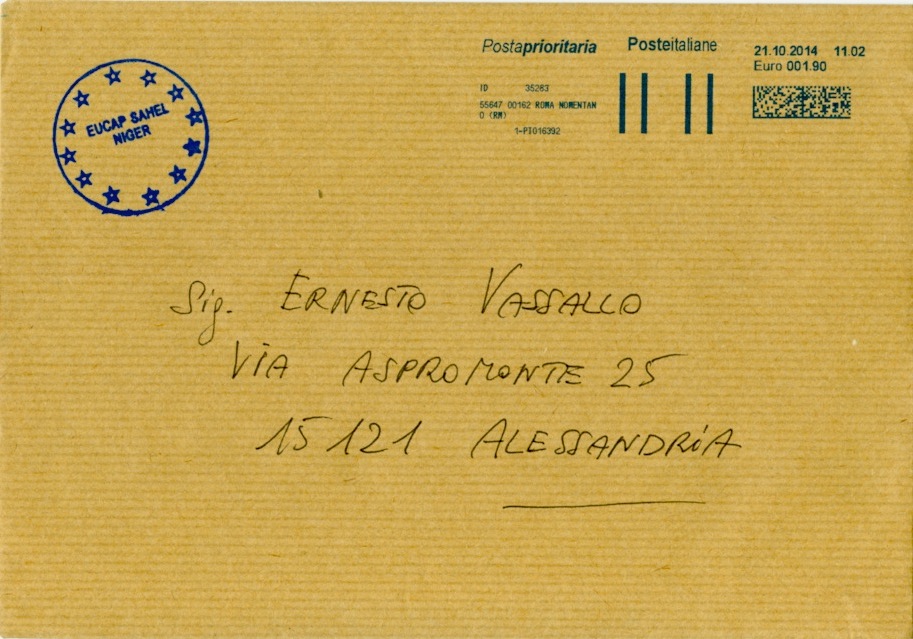 EUCAP SAHEL
NIGER
Postaprioritaria
Posteitaliane
21.10.2014 11.02
Euro 001.90
ID 35283
55647 00162 ROMA NOMENTAN
O (RM)
1-PT016392
Sig. ERNESTO VASSALLO
VIA ASPROMONTE 25
15121 ALESSANDRIA